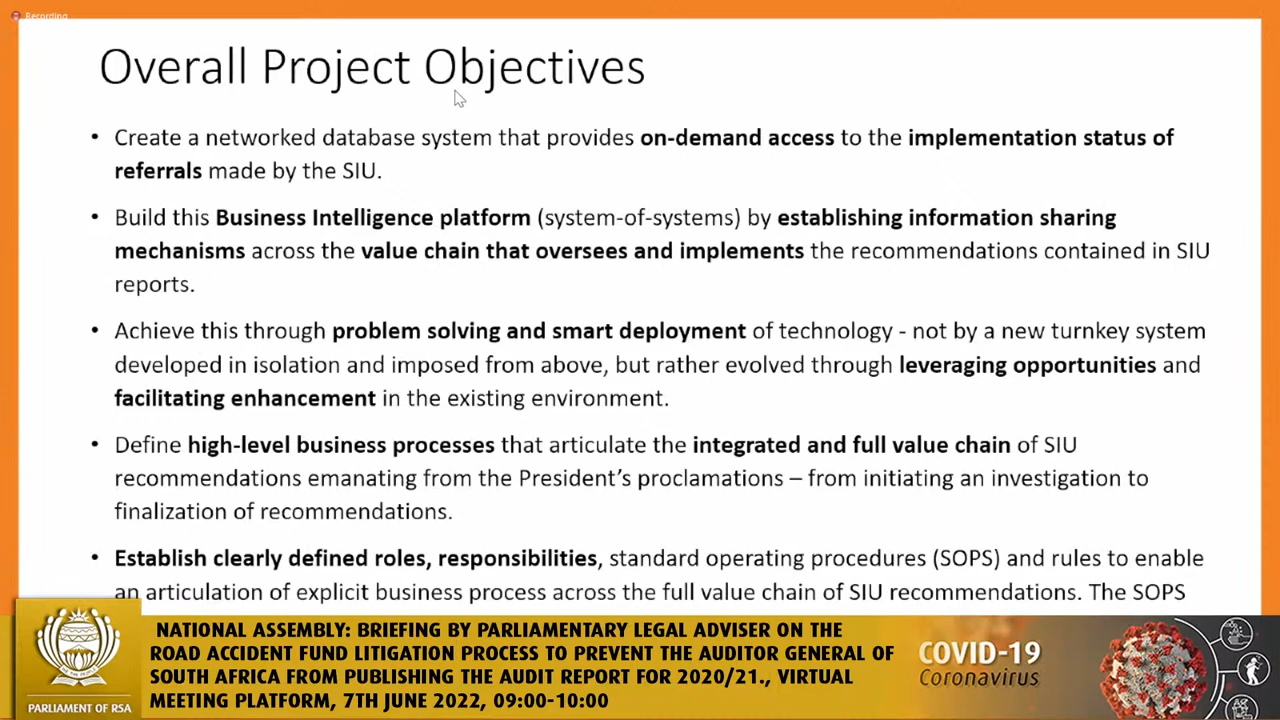 Recording
Overall Project Objectives
• Create a networked database system that provides on-demand access to the implementation status of
referrals made by the SIU.
• Build this Business Intelligence platform (system-of-systems) by establishing information sharing
mechanisms across the value chain that oversees and implements the recommendations contained in SIU
reports.
• Achieve this through problem solving and smart deployment of technology - not by a new turnkey system
developed in isolation and imposed from above, but rather evolved through leveraging opportunities and
facilitating enhancement in the existing environment.
• Define high-level business processes that articulate the integrated and full value chain of SIU
recommendations emanating from the President’s proclamations – from initiating an investigation to
finalization of recommendations.
• Establish clearly defined roles, responsibilities, standard operating procedures (SOPS) and rules to enable
an articulation of explicit business process across the full value chain of SIU recommendations. The SOPS
NATIONAL ASSEMBLY: BRIEFING BY PARLIAMENTARY LEGAL ADVISER ON THE
ROAD ACCIDENT FUND LITIGATION PROCESS TO PREVENT THE AUDITOR GENERAL OF
SOUTH AFRICA FROM PUBLISHING THE AUDIT REPORT FOR 2020/21., VIRTUAL
MEETING PLATFORM, 7TH JUNE 2022, 09:00-10:00
PARLIAMENT OF RSA
COVID-19
Coronavirus